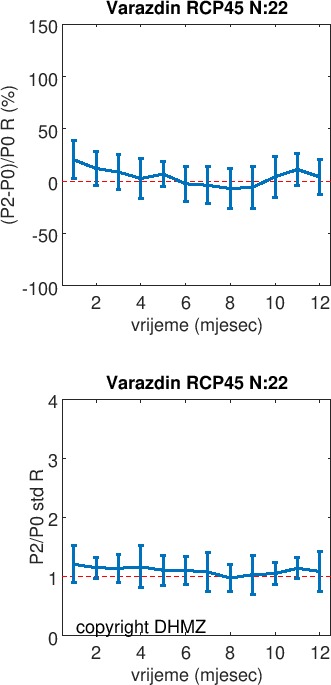 Varazdin RCP45 N:22
(P2-P0)/P0 R (%)
150
100
50
0
-50
-100
2 4 6 8 10 12
vrijeme (mjesec)
Varazdin RCP45 N:22
P2/P0 std R
4
3
2
1
0
copyright DHMZ
2 4 6 8 10 12
vrijeme (mjesec)